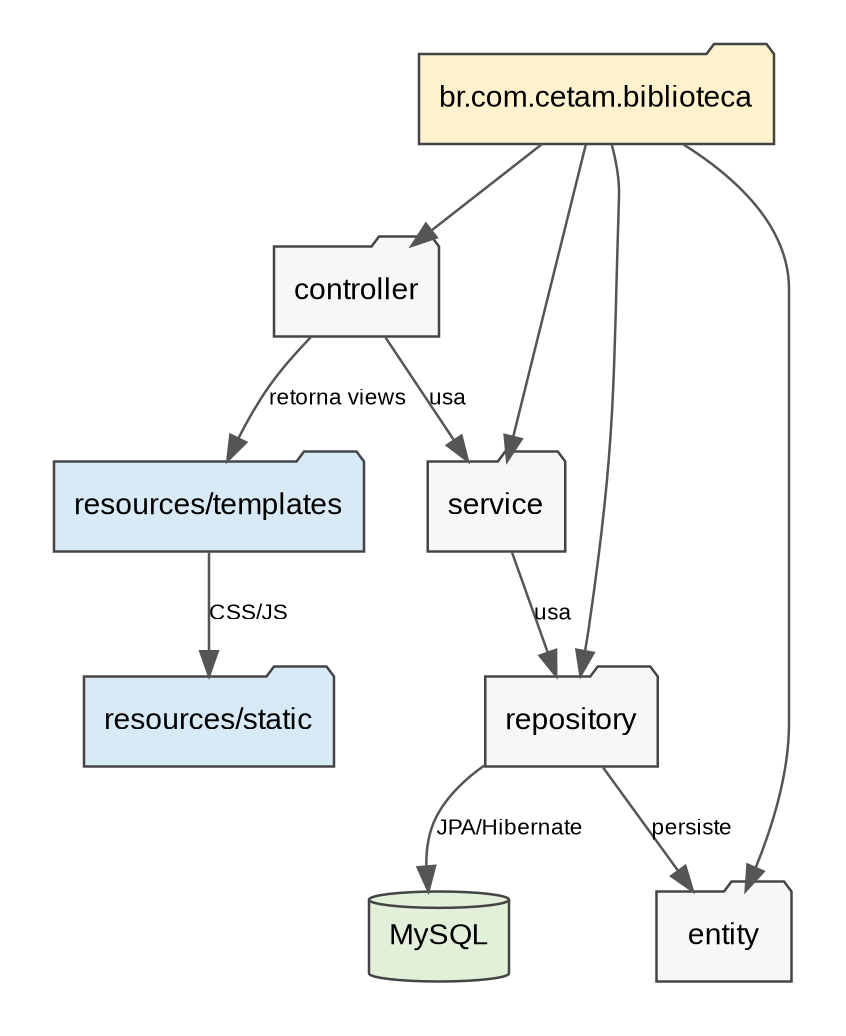 br.com.cetam.biblioteca
controller
retorna views
usa
resources/templates
service
CSS/JS
usa
resources/static
repository
JPA/Hibernate
persiste
MySQL
entity